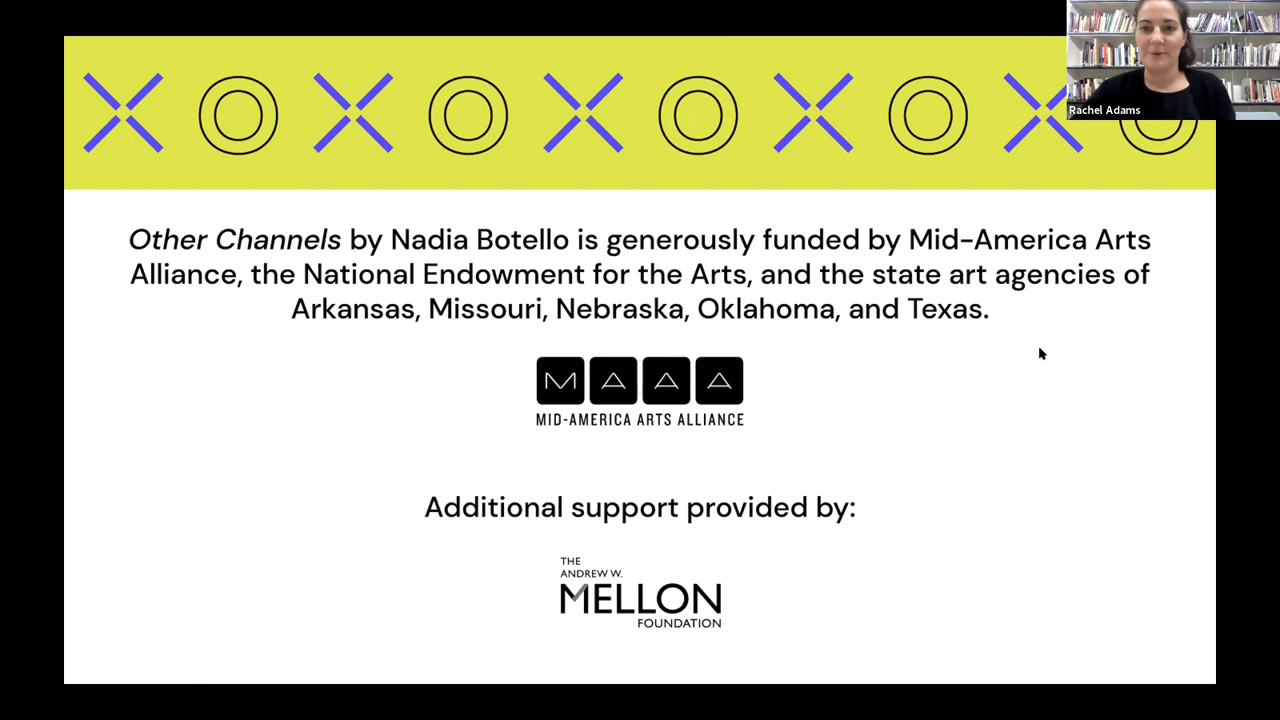 Rachel Adams
Other Channels by Nadia Botello is generously funded by Mid-America Arts
Alliance, the National Endowment for the Arts, and the state art agencies of
Arkansas, Missouri, Nebraska, Oklahoma, and Texas.
MAAA
MID-AMERICA ARTS ALLIANCE
Additional support provided by:
THE
ANDREW W.
MELLON
FOUNDATION